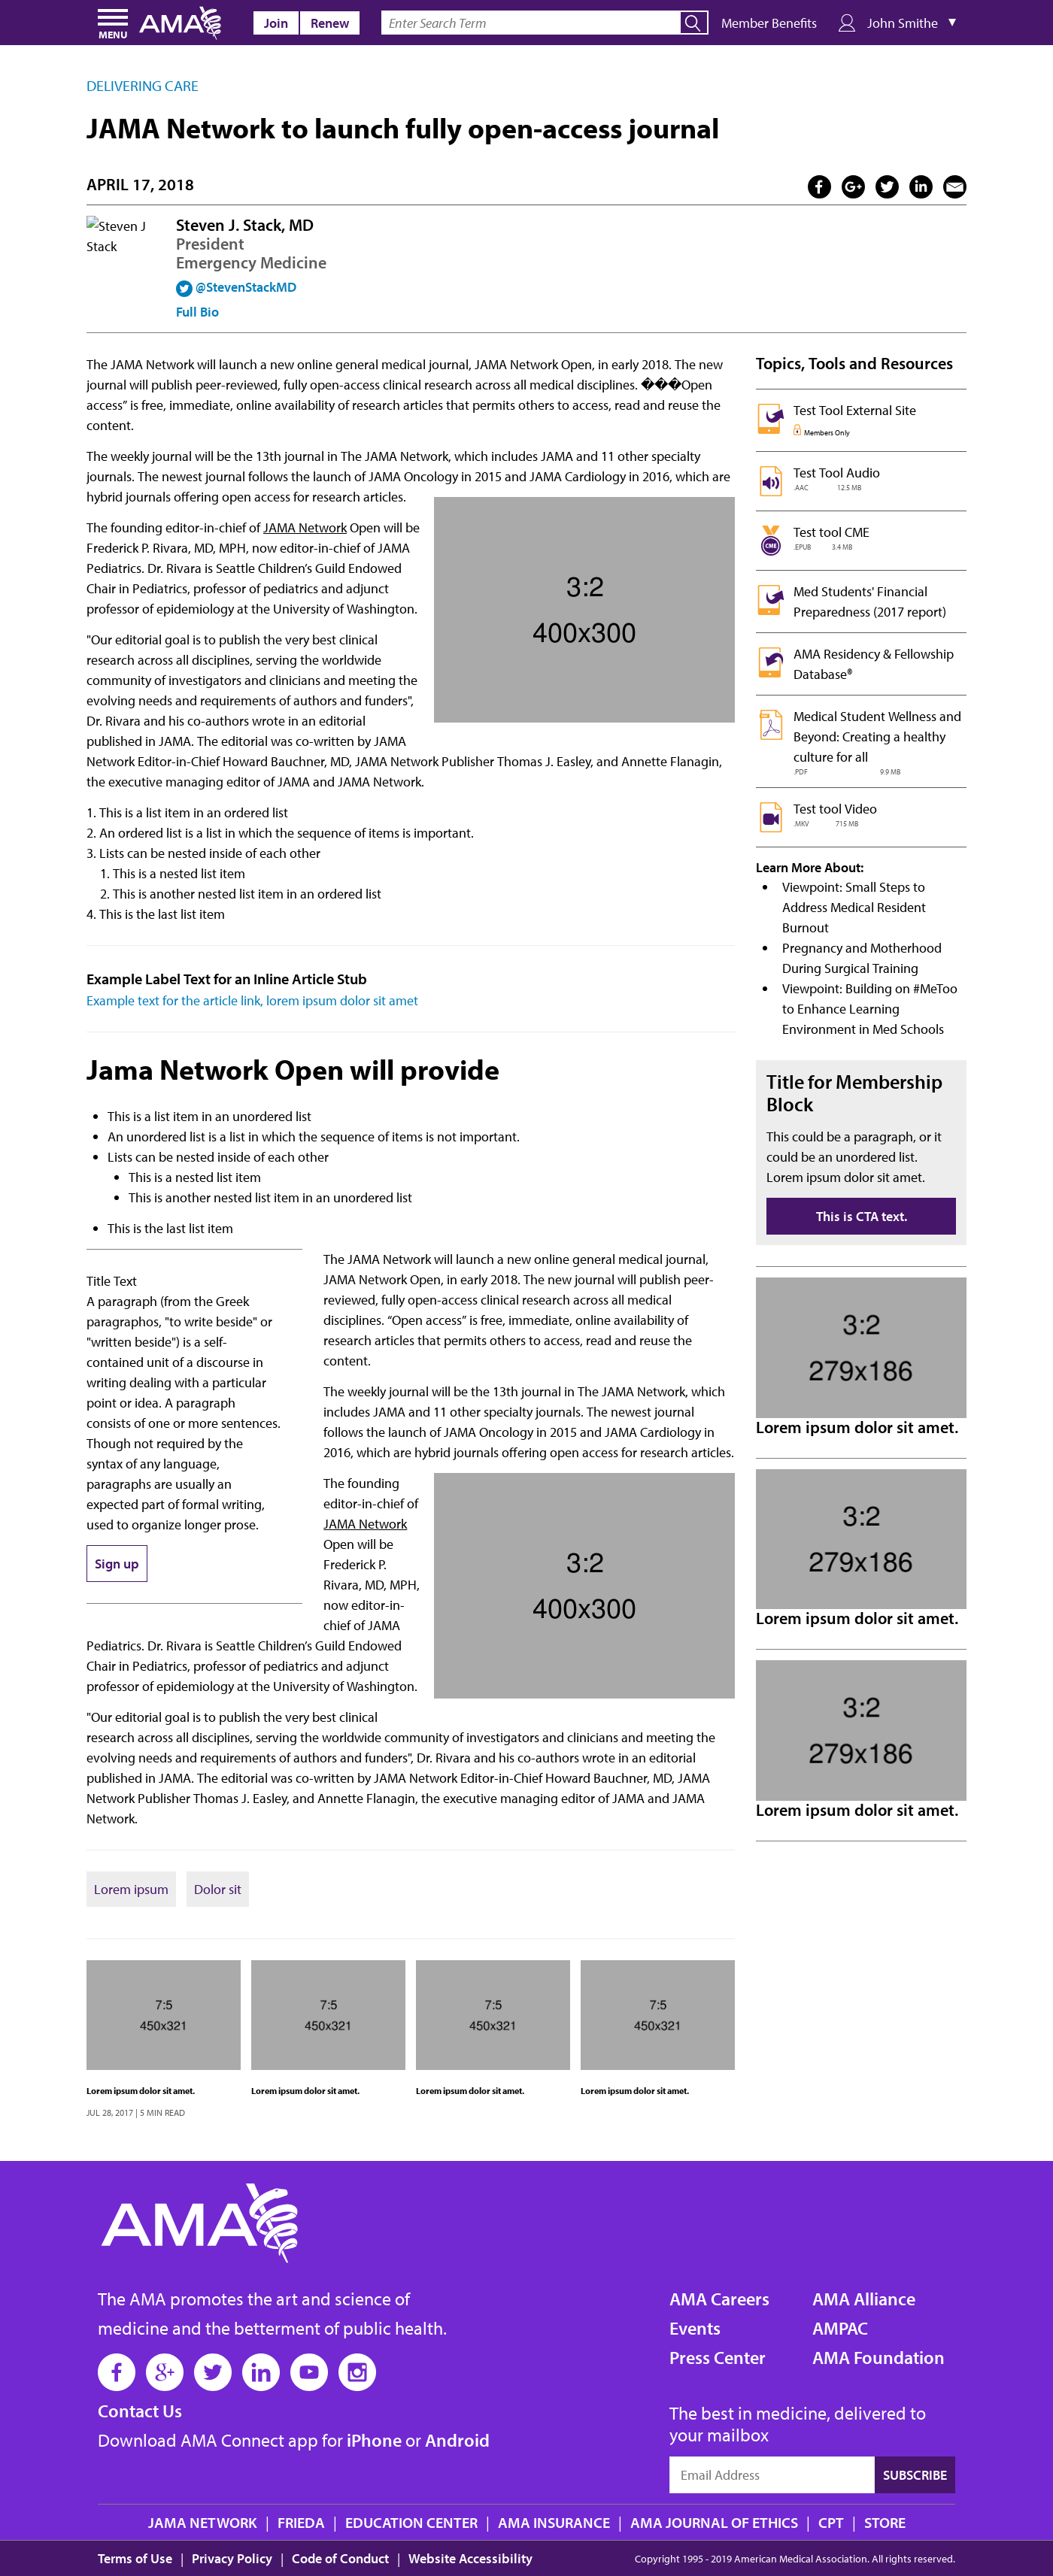 MENU
AMA
Join
Renew
Enter Search Term
Member Benefits
John Smithe
DELIVERING CARE
JAMA Network to launch fully open-access journal
APRIL 17, 2018
Steven J
Stack
Steven J. Stack, MD
President
Emergency Medicine
@StevenStackMD
Full Bio
The JAMA Network will launch a new online general medical journal, JAMA Network Open, in early 2018. The new
journal will publish peer-reviewed, fully open-access clinical research across all medical disciplines. ���Open
access” is free, immediate, online availability of research articles that permits others to access, read and reuse the
content.
The weekly journal will be the 13th journal in The JAMA Network, which includes JAMA and 11 other specialty
journals. The newest journal follows the launch of JAMA Oncology in 2015 and JAMA Cardiology in 2016, which are
hybrid journals offering open access for research articles.
The founding editor-in-chief of JAMA Network Open will be
Frederick P. Rivara, MD, MPH, now editor-in-chief of JAMA
Pediatrics. Dr. Rivara is Seattle Children’s Guild Endowed
Chair in Pediatrics, professor of pediatrics and adjunct
professor of epidemiology at the University of Washington.
3:2
400x300
"Our editorial goal is to publish the very best clinical
research across all disciplines, serving the worldwide
community of investigators and clinicians and meeting the
evolving needs and requirements of authors and funders",
Dr. Rivara and his co-authors wrote in an editorial
published in JAMA. The editorial was co-written by JAMA
Network Editor-in-Chief Howard Bauchner, MD, JAMA Network Publisher Thomas J. Easley, and Annette Flanagin,
the executive managing editor of JAMA and JAMA Network.
1. This is a list item in an ordered list
2. An ordered list is a list in which the sequence of items is important.
3. Lists can be nested inside of each other
1. This is a nested list item
2. This is another nested list item in an ordered list
4. This is the last list item
Example Label Text for an Inline Article Stub
Example text for the article link, lorem ipsum dolor sit amet
Jama Network Open will provide
• This is a list item in an unordered list
• An unordered list is a list in which the sequence of items is not important.
• Lists can be nested inside of each other
• This is a nested list item
• This is another nested list item in an unordered list
• This is the last list item
Title Text
A paragraph (from the Greek
paragraphos, "to write beside" or
"written beside") is a self-
contained unit of a discourse in
writing dealing with a particular
point or idea. A paragraph
consists of one or more sentences.
Though not required by the
syntax of any language,
paragraphs are usually an
expected part of formal writing,
used to organize longer prose.
Sign up
The JAMA Network will launch a new online general medical journal,
JAMA Network Open, in early 2018. The new journal will publish peer-
reviewed, fully open-access clinical research across all medical
disciplines. “Open access” is free, immediate, online availability of
research articles that permits others to access, read and reuse the
content.
The weekly journal will be the 13th journal in The JAMA Network, which
includes JAMA and 11 other specialty journals. The newest journal
follows the launch of JAMA Oncology in 2015 and JAMA Cardiology in
2016, which are hybrid journals offering open access for research articles.
The founding
editor-in-chief of
JAMA Network
Open will be
Frederick P.
Rivara, MD, MPH,
now editor-in-
chief of JAMA
Pediatrics. Dr. Rivara is Seattle Children’s Guild Endowed
Chair in Pediatrics, professor of pediatrics and adjunct
professor of epidemiology at the University of Washington.
3:2
400x300
"Our editorial goal is to publish the very best clinical
research across all disciplines, serving the worldwide community of investigators and clinicians and meeting the
evolving needs and requirements of authors and funders", Dr. Rivara and his co-authors wrote in an editorial
published in JAMA. The editorial was co-written by JAMA Network Editor-in-Chief Howard Bauchner, MD, JAMA
Network Publisher Thomas J. Easley, and Annette Flanagin, the executive managing editor of JAMA and JAMA
Network.
Lorem ipsum
Dolor sit
7:5
450x321
Lorem ipsum dolor sit amet.
JUL 28, 2017 | 5 MIN READ
7:5
450x321
Lorem ipsum dolor sit amet.
7:5
450x321
Lorem ipsum dolor sit amet.
7:5
450x321
Lorem ipsum dolor sit amet.
Topics, Tools and Resources
Test Tool External Site
Members Only
Test Tool Audio
.AAC 12.5 MB
CME
Test tool CME
.EPUB 3.4 MB
Med Students' Financial
Preparedness (2017 report)
AMA Residency & Fellowship
Database®
Medical Student Wellness and
Beyond: Creating a healthy
culture for all
.PDF 9.9 MB
Test tool Video
.MKV 715 MB
Learn More About:
• Viewpoint: Small Steps to
Address Medical Resident
Burnout
• Pregnancy and Motherhood
During Surgical Training
• Viewpoint: Building on #MeToo
to Enhance Learning
Environment in Med Schools
Title for Membership
Block
This could be a paragraph, or it
could be an unordered list.
Lorem ipsum dolor sit amet.
This is CTA text.
3:2
279x186
Lorem ipsum dolor sit amet.
3:2
279x186
Lorem ipsum dolor sit amet.
3:2
279x186
Lorem ipsum dolor sit amet.
AMA
The AMA promotes the art and science of
medicine and the betterment of public health.
Contact Us
Download AMA Connect app for iPhone or Android
AMA Careers
Events
Press Center
AMA Alliance
AMPAC
AMA Foundation
The best in medicine, delivered to
your mailbox
Email Address
SUBSCRIBE
JAMA NETWORK | FRIEDA | EDUCATION CENTER | AMA INSURANCE | AMA JOURNAL OF ETHICS | CPT | STORE
Terms of Use | Privacy Policy | Code of Conduct | Website Accessibility
Copyright 1995 - 2019 American Medical Association. All rights reserved.